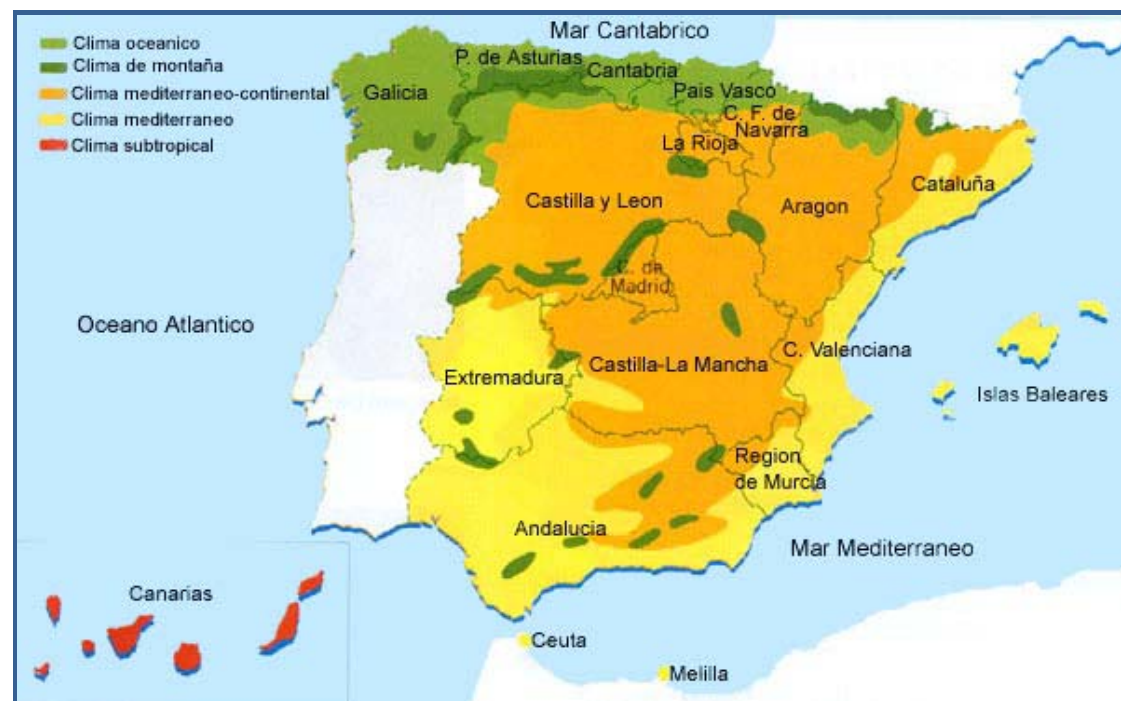 Mar Cantabrico
Clima oceanico
Clima de montaña
Clima mediterraneo-continental
Clima mediterraneo
Clima subtropical
P. de Asturias
Cantabria
Galicia
Pais Vasco
C. F. de
Navarra
La Rioja
Cataluña
Castilla y Leon
Aragon
C. de
Madrid
Oceano Atlantico
C. Valenciana
Castilla-La Mancha
Extremadura
Islas Baleares
Region
de Murcia
Andalucia
Mar Mediterraneo
Canarias
Ceuta
Melilla